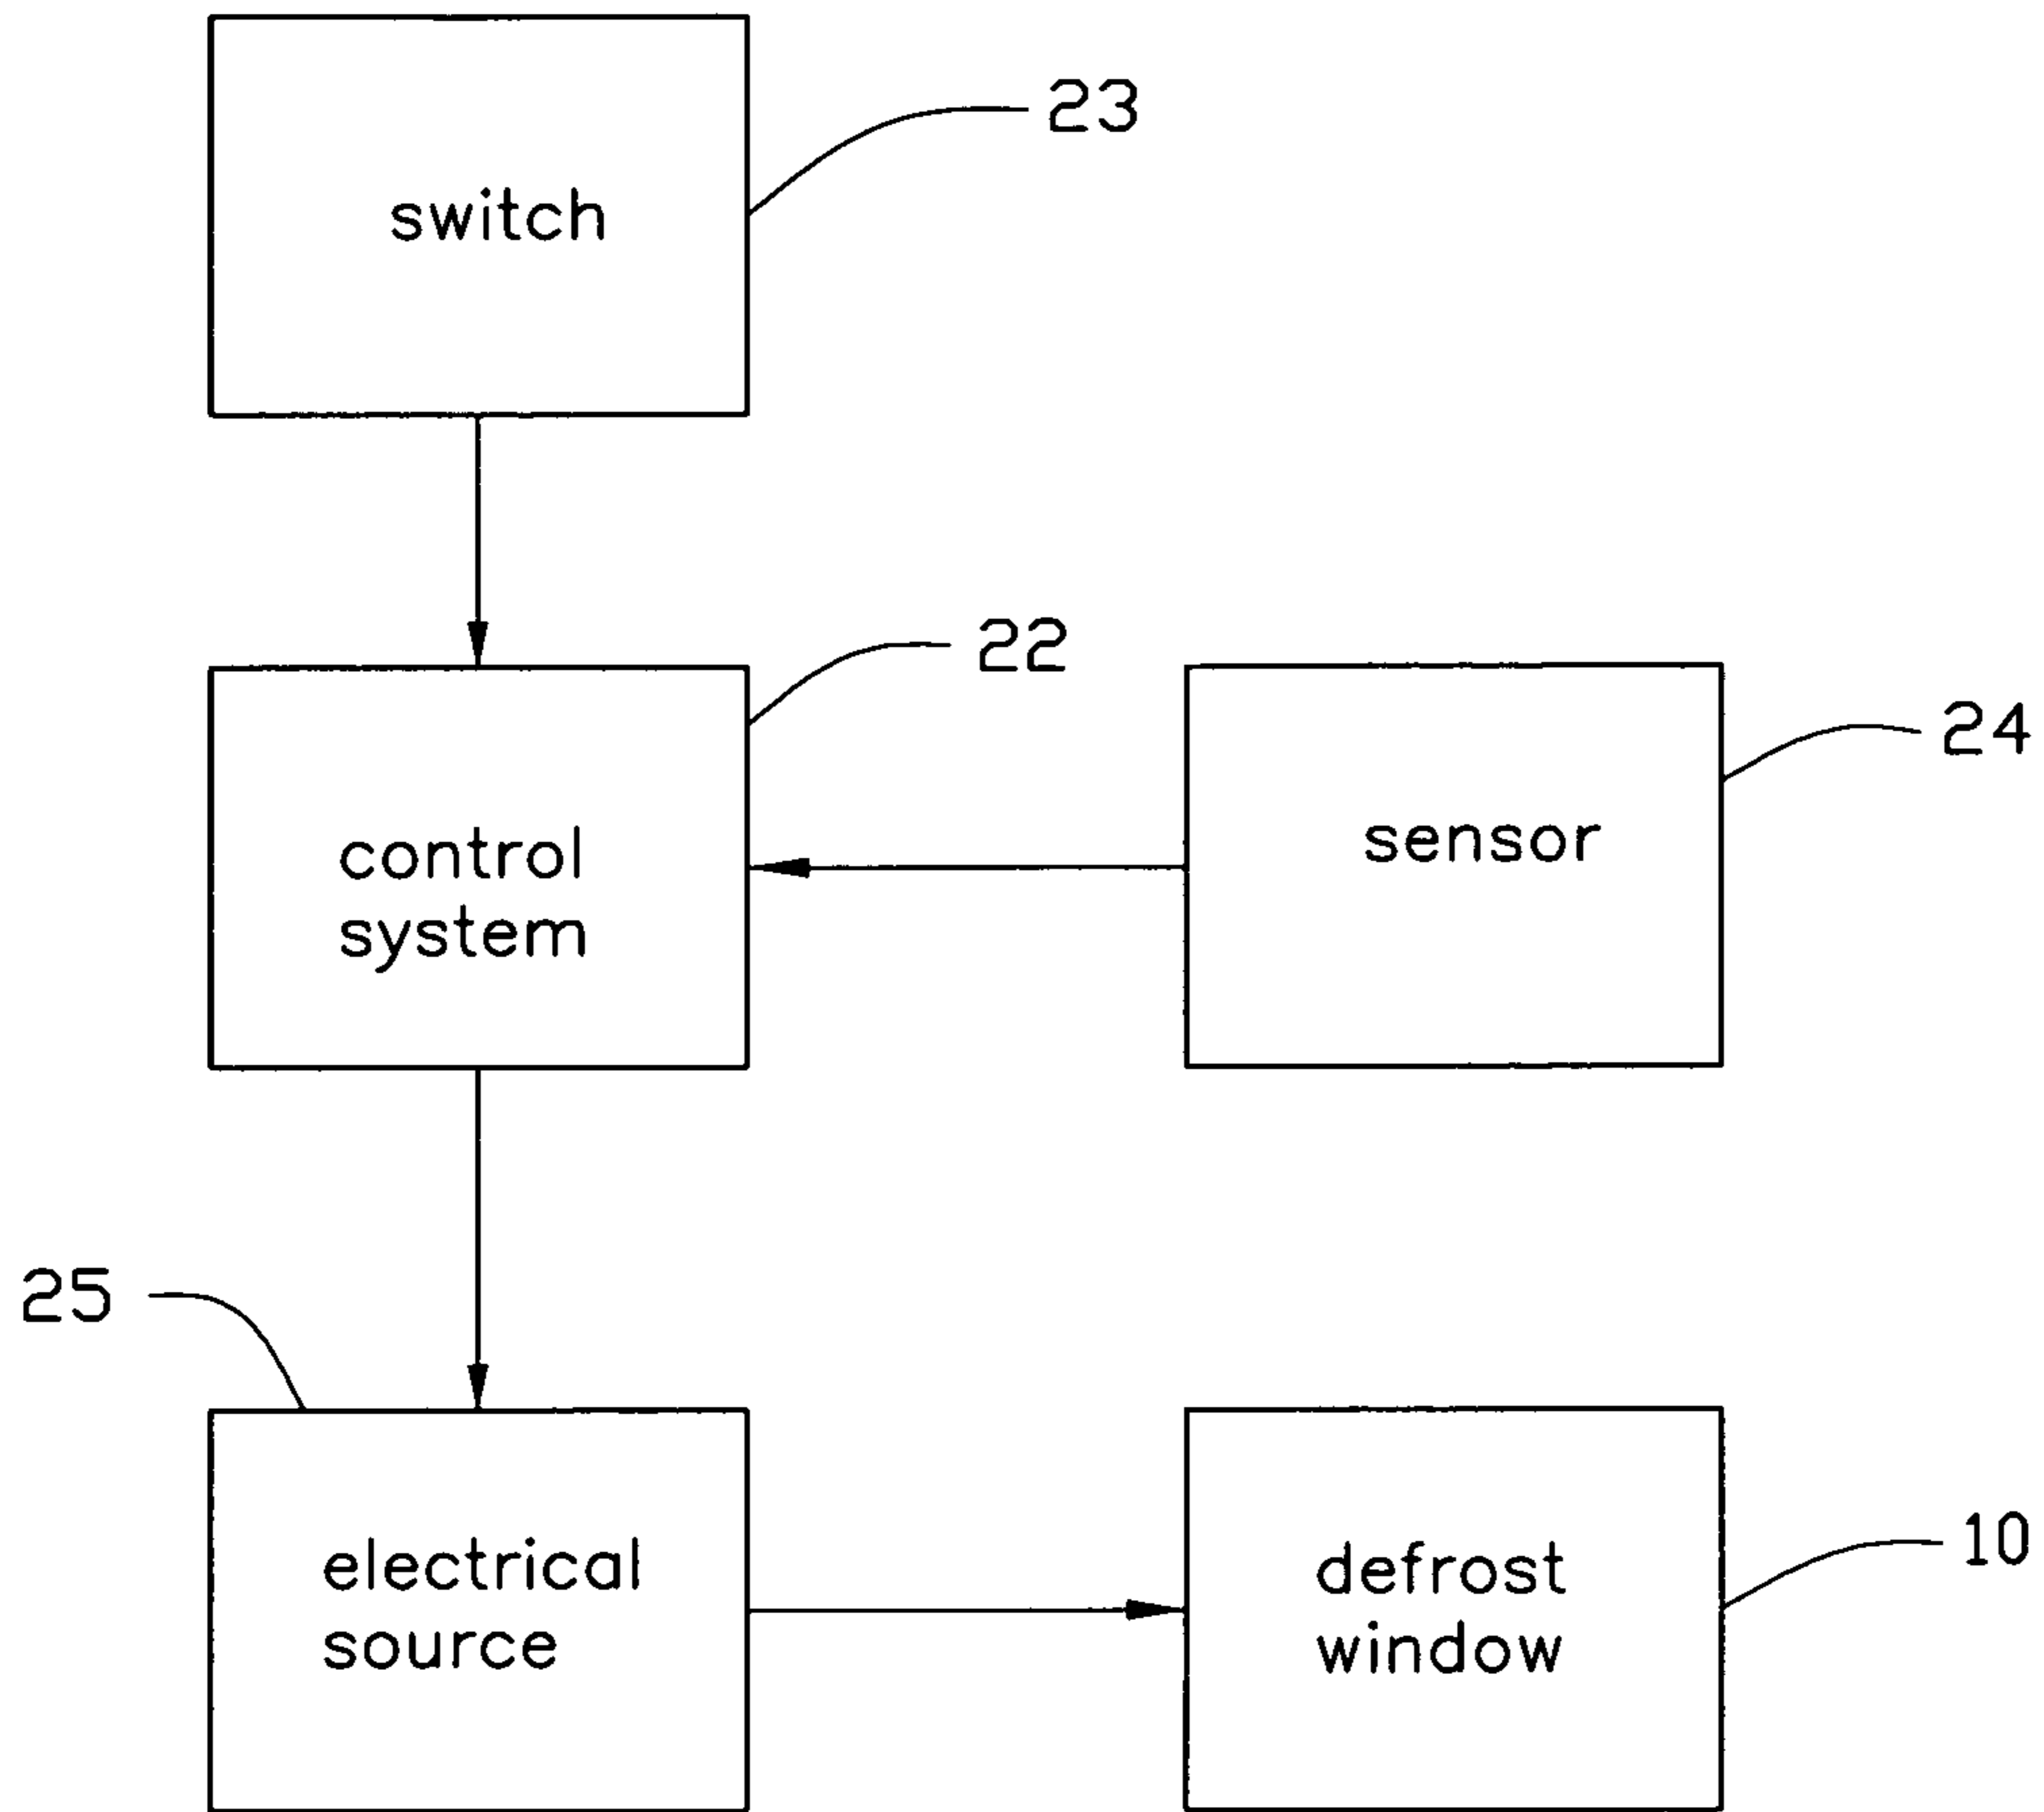 23
switch
22
24
control
system
sensor
25
electrical
source
defrost
window
10